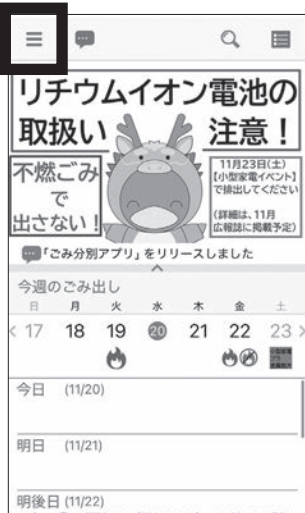 リチウムイオン電池の
取扱い 注意！
不燃ごみ
で
出さない！
11月23日(土)
【小型家電イベント】
で排出してください
(詳細は、11月
広報誌に掲載予定)
「ごみ分別アプリ」をリリースしました
今週のごみ出し
日 月 火 水 木 金 土
17 18 19 20 21 22 23
今日 (11/20)
明日 (11/21)
明後日 (11/22)